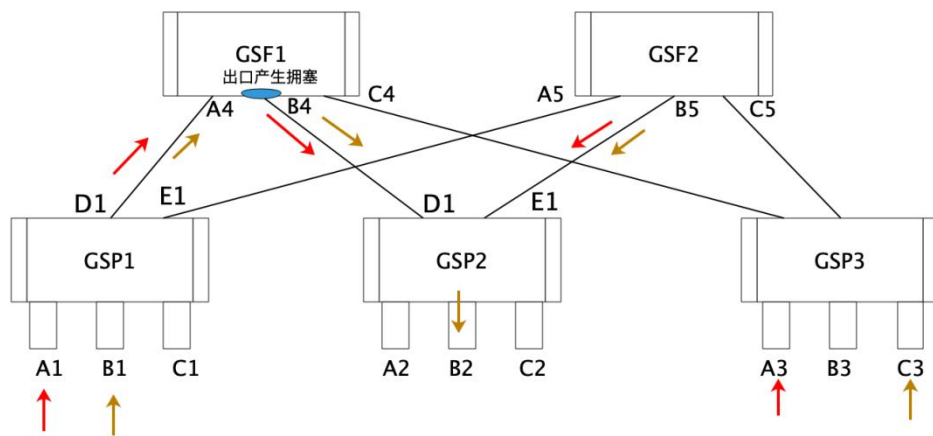 GSF1
出口产生拥塞
GSF2
A4
B4
C4
A5
B5
C5
D1
E1
D1
E1
GSP1
GSP2
GSP3
A1
B1
C1
A2
B2
C2
A3
B3
C3